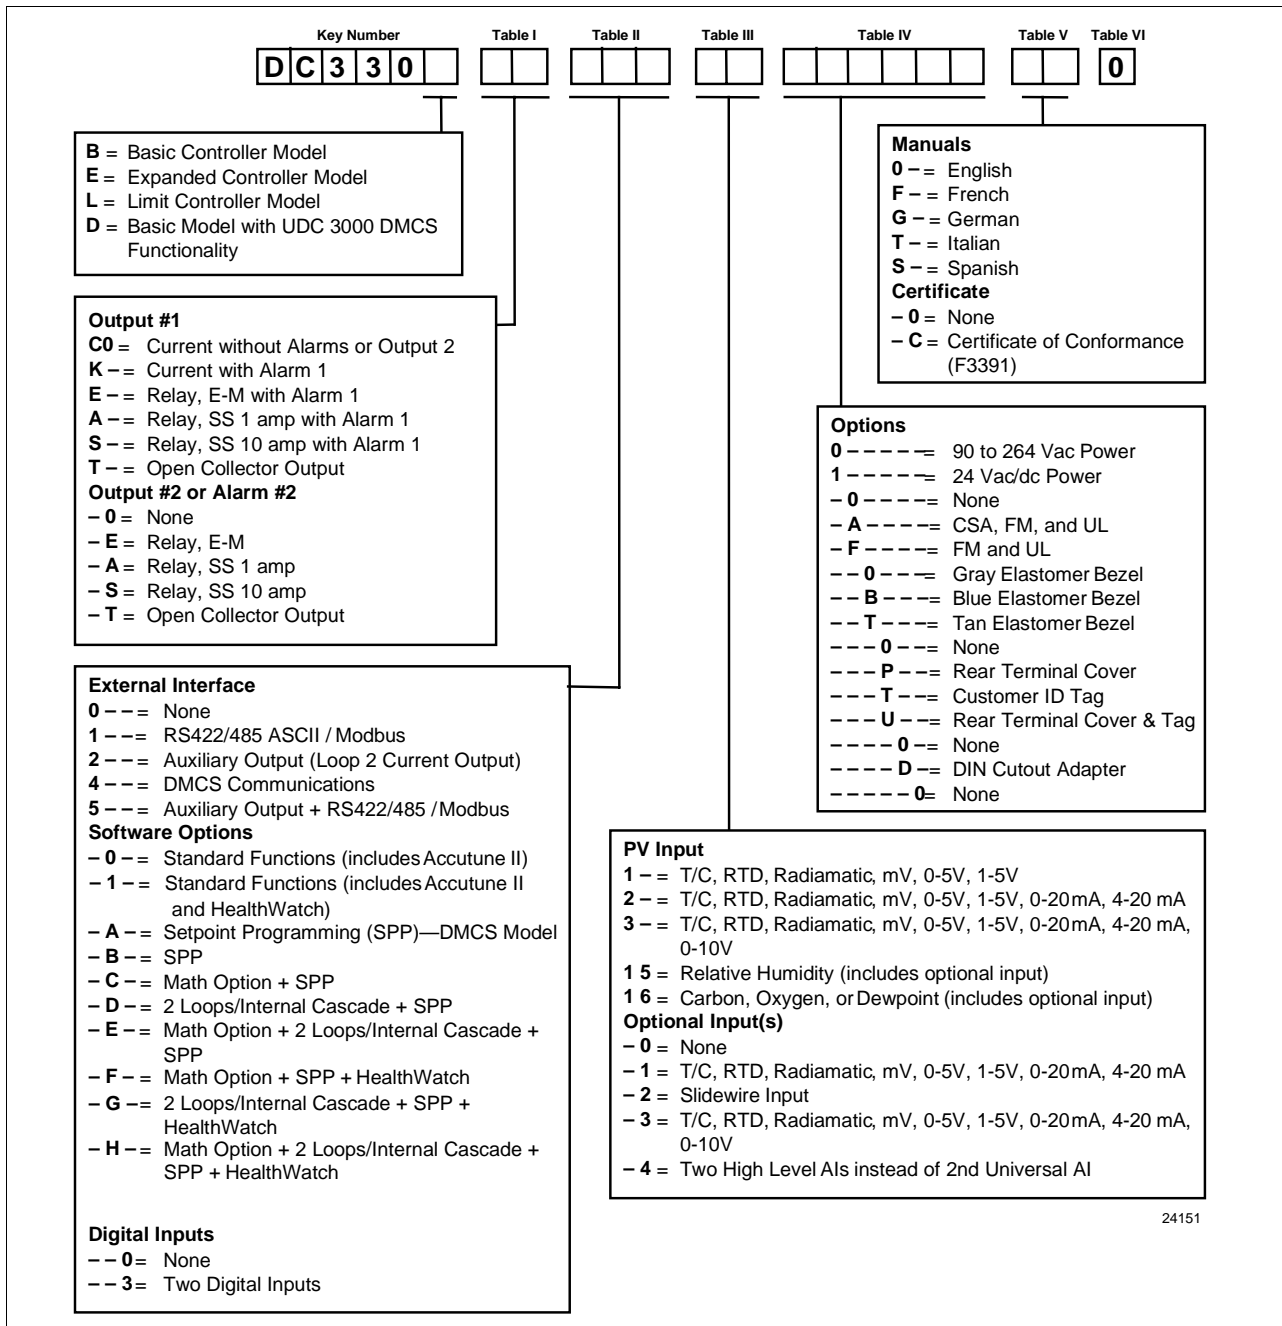 Key Number Table I Table II Table III Table IV Table V Table VI
D C 3 3 0 0
B = Basic Controller Model
E = Expanded Controller Model
L = Limit Controller Model
D = Basic Model with UDC 3000 DMCS
Functionality
Manuals
0 – = English
F – = French
G – = German
T – = Italian
S – = Spanish
Certificate
– 0 = None
– C = Certificate of Conformance
(F3391)
Output #1
C0 = Current without Alarms or Output 2
K – = Current with Alarm 1
E – = Relay, E-M with Alarm 1
A – = Relay, SS 1 amp with Alarm 1
S – = Relay, SS 10 amp with Alarm 1
T – = Open Collector Output
Output #2 or Alarm #2
– 0 = None
– E = Relay, E-M
– A = Relay, SS 1 amp
– S = Relay, SS 10 amp
– T = Open Collector Output
Options
0 – – – – – = 90 to 264 Vac Power
1 – – – – – = 24 Vac/dc Power
– 0 – – – – = None
– A – – – – = CSA, FM, and UL
– F – – – – = FM and UL
– – 0 – – – = Gray Elastomer Bezel
– – B – – – = Blue Elastomer Bezel
– – T – – – = Tan Elastomer Bezel
– – – 0 – – = None
– – – P – – = Rear Terminal Cover
– – – T – – = Customer ID Tag
– – – U – – = Rear Terminal Cover & Tag
– – – – 0 – = None
– – – – D – = DIN Cutout Adapter
– – – – – 0 = None
External Interface
0 – – = None
1 – – = RS422/485 ASCII / Modbus
2 – – = Auxiliary Output (Loop 2 Current Output)
4 – – = DMCS Communications
5 – – = Auxiliary Output + RS422/485 / Modbus
Software Options
– 0 – = Standard Functions (includes Accutune II)
– 1 – = Standard Functions (includes Accutune II
and HealthWatch)
– A – = Setpoint Programming (SPP)—DMCS Model
– B – = SPP
– C – = Math Option + SPP
– D – = 2 Loops/Internal Cascade + SPP
– E – = Math Option + 2 Loops/Internal Cascade +
SPP
– F – = Math Option + SPP + HealthWatch
– G – = 2 Loops/Internal Cascade + SPP +
HealthWatch
– H – = Math Option + 2 Loops/Internal Cascade +
SPP + HealthWatch
Digital Inputs
– – 0 = None
– – 3 = Two Digital Inputs
PV Input
1 – = T/C, RTD, Radiamatic, mV, 0-5V, 1-5V
2 – = T/C, RTD, Radiamatic, mV, 0-5V, 1-5V, 0-20 mA, 4-20 mA
3 – = T/C, RTD, Radiamatic, mV, 0-5V, 1-5V, 0-20 mA, 4-20 mA,
0-10V
1 5 = Relative Humidity (includes optional input)
1 6 = Carbon, Oxygen, or Dewpoint (includes optional input)
Optional Input(s)
– 0 = None
– 1 = T/C, RTD, Radiamatic, mV, 0-5V, 1-5V, 0-20 mA, 4-20 mA
– 2 = Slidewire Input
– 3 = T/C, RTD, Radiamatic, mV, 0-5V, 1-5V, 0-20 mA, 4-20 mA,
0-10V
– 4 = Two High Level AIs instead of 2nd Universal AI
24151